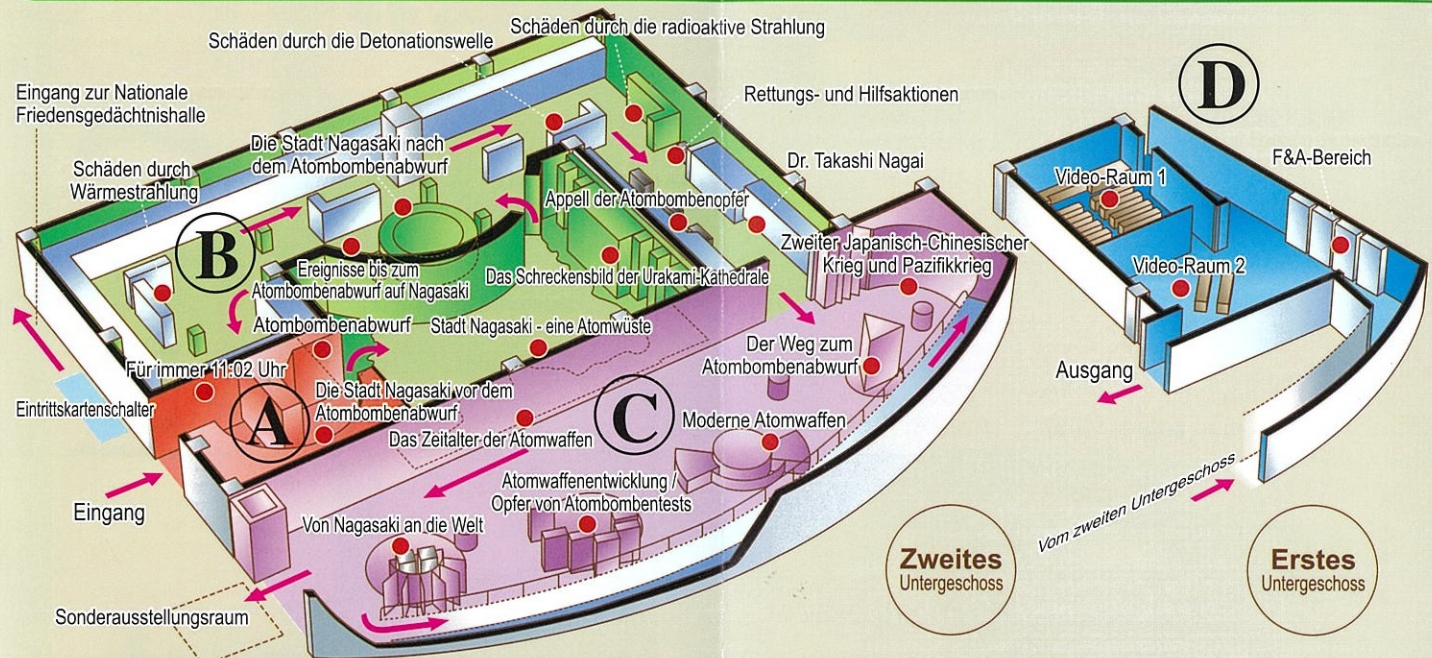 Schäden durch die Detonationswelle
Schäden durch die radioaktive Strahlung
Eingang zur Nationale
Friedensgedächtnishalle
Rettungs- und Hilfsaktionen
Die Stadt Nagasaki nach
dem Atombombenabwurf
Schäden durch
Wärmestrahlung
Dr. Takashi Nagai
Appell der Atombombenopfer
B
Zweiter Japanisch-Chinesischer
Krieg und Pazifikkrieg
Ereignisse bis zum
Atombombenabwurf auf Nagasaki
Das Schreckensbild der Urakami-Kathedrale
Atombombenabwurf
Stadt Nagasaki - eine Atomwüste
Der Weg zum
Atombombenabwurf
Für immer 11:02 Uhr
Die Stadt Nagasaki vor dem
Atombombenabwurf
Eintrittskartenschalter
A
C
Das Zeitalter der Atomwaffen
Moderne Atomwaffen
Eingang
Atomwaffenentwicklung /
Opfer von Atombombentests
Von Nagasaki an die Welt
Sonderausstellungsraum
Zweites
Untergeschoss
D
F&A-Bereich
Video-Raum 1
Video-Raum 2
Ausgang
Vom zweiten Untergeschoss
Erstes
Untergeschoss